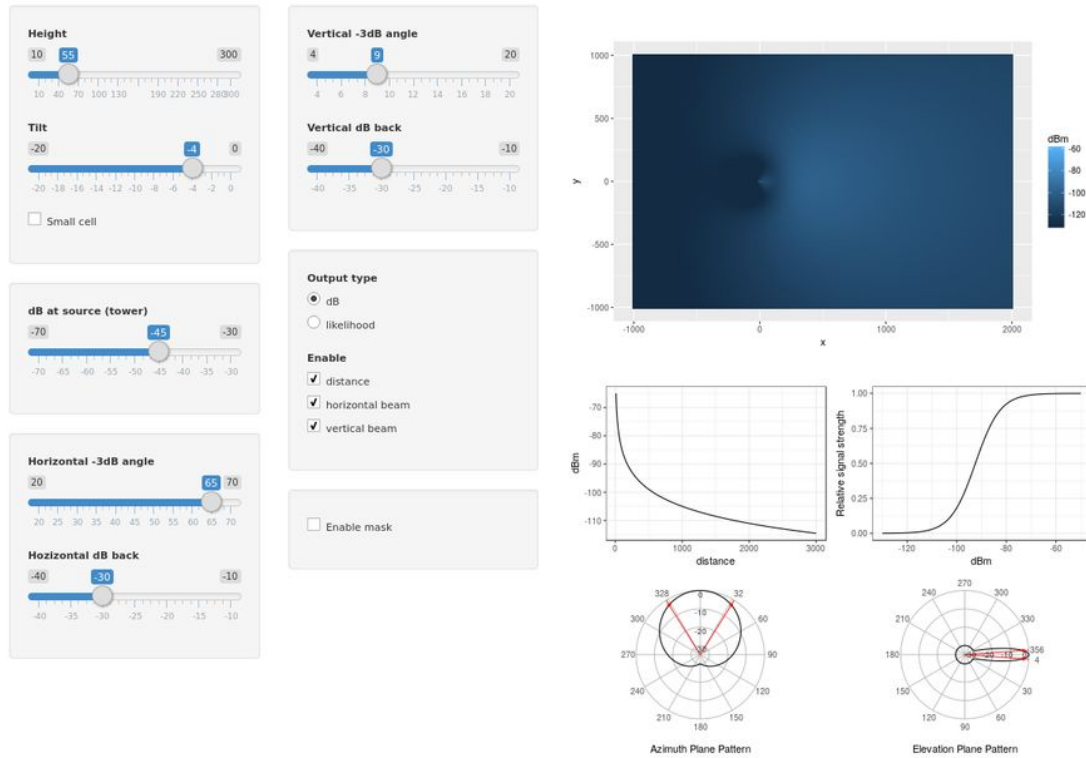 Height
10 55 300
10 40 70 100 130 190 220 250 280300
Tilt
-20 -4 0
-20 -18 -16 -14 -12 -10 -8 -6 -4 -2 0
Small cell
dB at source (tower)
-70 -45 -30
-70 -65 -60 -55 -50 -45 -40 -35 -30
Horizontal -3dB angle
20 65 70
20 25 30 35 40 45 50 55 60 65 70
Hozizontal dB back
-40 -30 -10
-40 -35 -30 -25 -20 -15 -10
Vertical -3dB angle
4 9 20
4 6 8 10 12 14 16 18 20
Vertical dB back
-40 -30 -10
-40 -35 -30 -25 -20 -15 -10
Output type
dB
likelihood
Enable
distance
horizontal beam
vertical beam
Enable mask
1000
500
0
-500
-1000
y
-1000 0 1000 2000
x
dBm
-60
-80
-100
-120
dBm
-70
-80
-90
-100
-110
0 1000 2000 3000
distance
Relative signal strength
1.00
0.75
0.50
0.25
0.00
-120 -100 -80 -60
dBm
328 0 32
300 -10 60
-20
270 90
240 120
210 180 150
Azimuth Plane Pattern
270
240 300
210 330
180 -20 -10 0 356
4
150 30
120 60
90
Elevation Plane Pattern